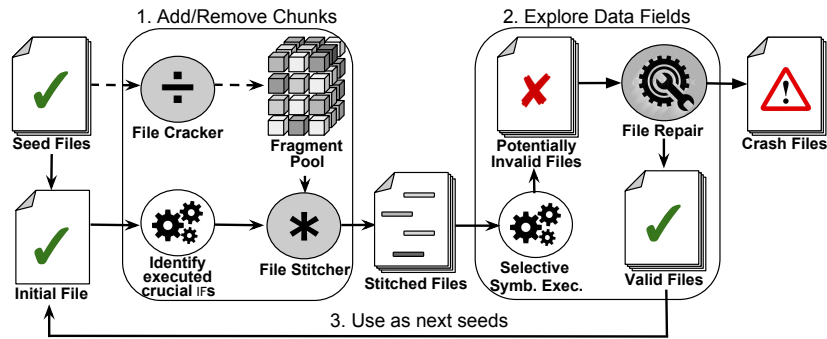 1. Add/Remove Chunks
2. Explore Data Fields
Seed Files
File Cracker
Fragment
Pool
Potentially
Invalid Files
File Repair
Crash Files
Initial File
Identify
executed
crucial IFs
File Stitcher
Stitched Files
Selective
Symb. Exec.
Valid Files
3. Use as next seeds